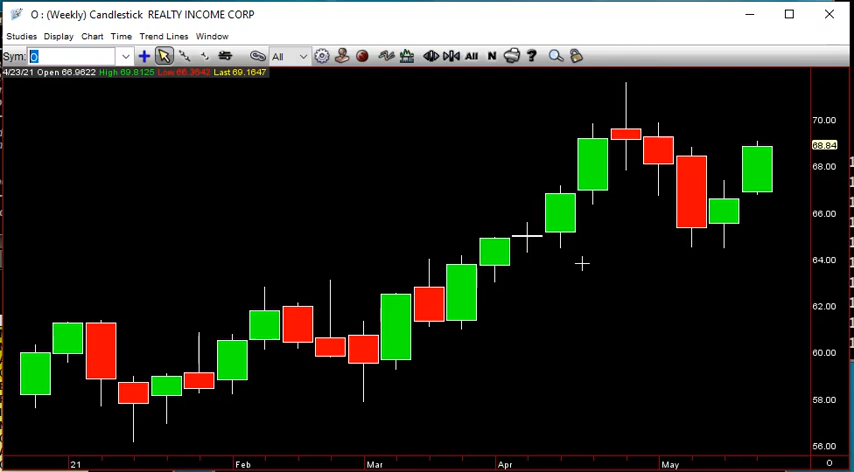 O : (Weekly) Candlestick REALTY INCOME CORP
Studies Display Chart Time Trend Lines Window
Sym: O All All N ?
4/23/21 Open 66.9622 High 69.8125 Low 66.3642 Last 69.1647
70.00
68.84
68.00
66.00
64.00
62.00
60.00
58.00
56.00
21 Feb Mar Apr May O